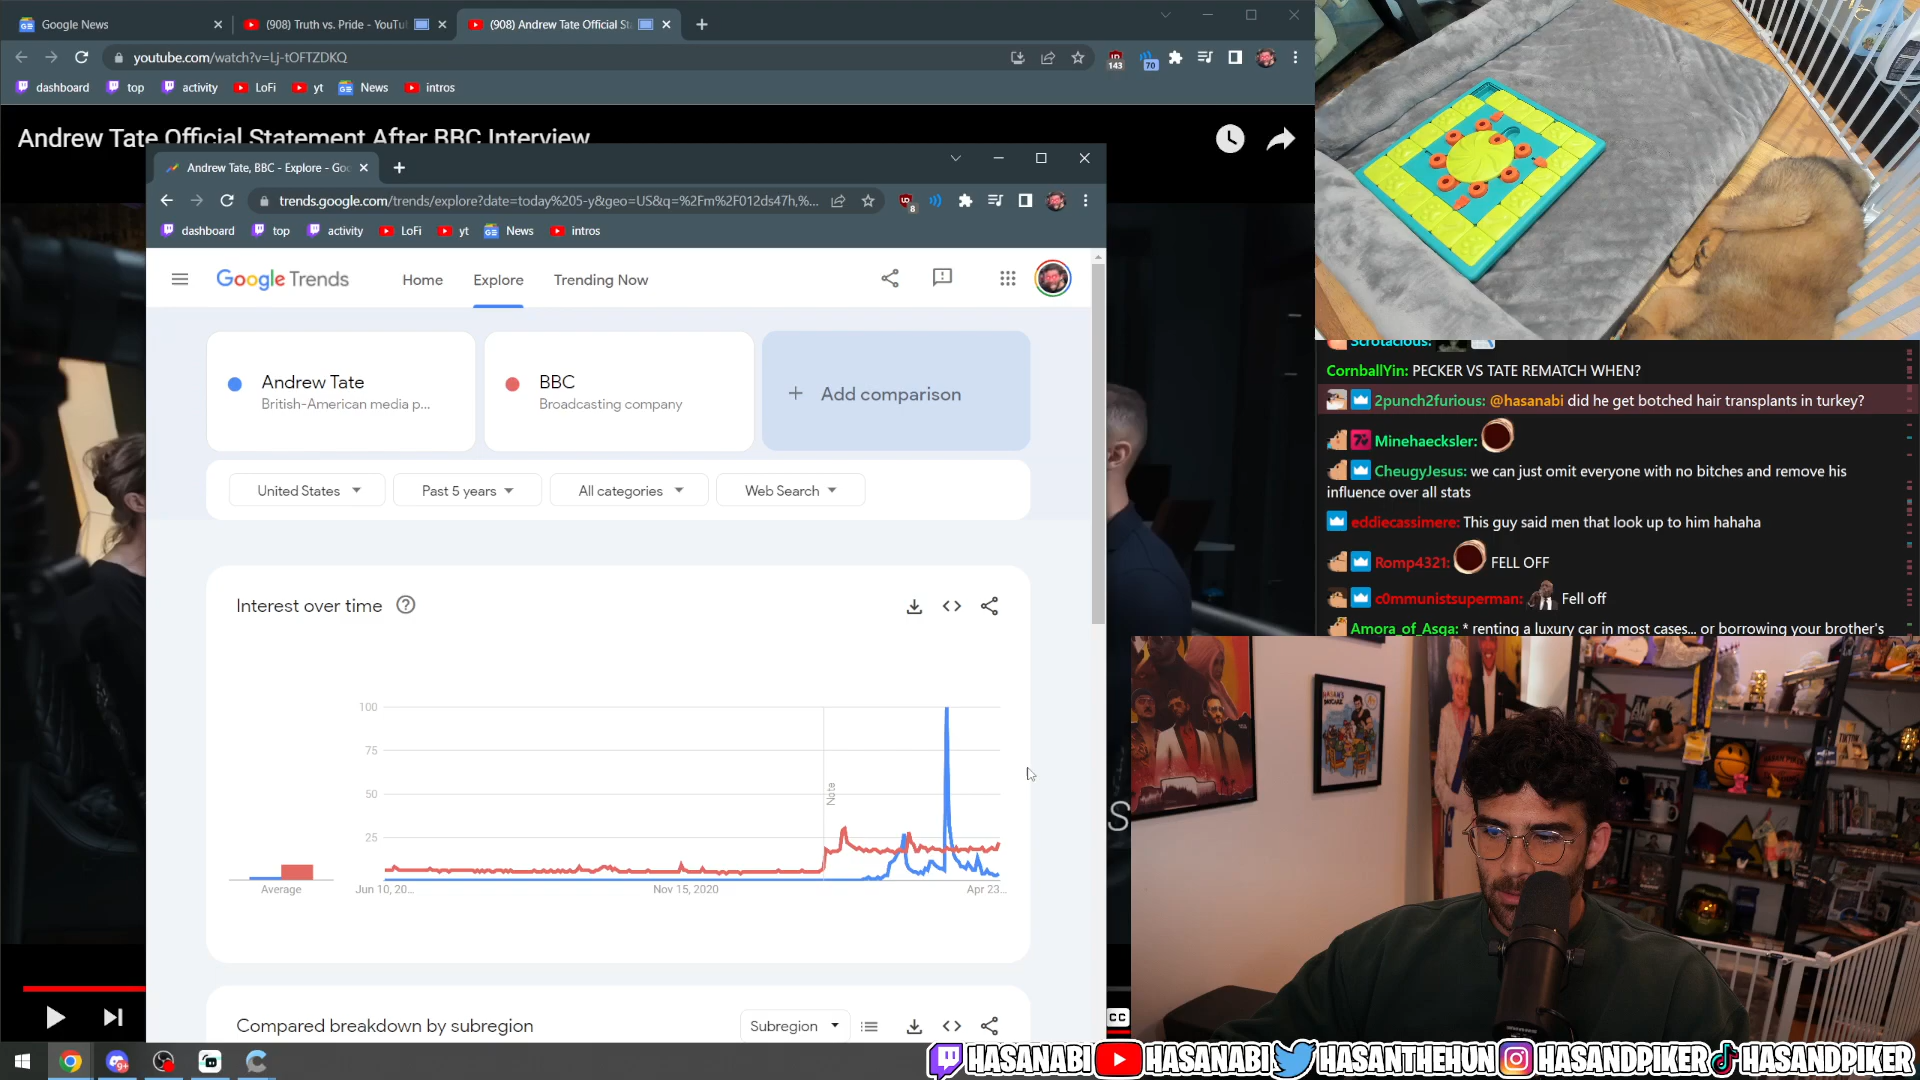 Google News
(908) Truth vs. Pride - YouTu
(908) Andrew Tate Official St
youtube.com/watch?v=Lj-tOFTZDKQ
143
70
dashboard
top
activity
LoFi
yt
News
intros
Andrew Tate Official Statement After BBC Interview
Andrew Tate, BBC - Explore - Goo
trends.google.com/trends/explore?date=today%205-y&geo=US&q=%2Fm%2F012ds47h,%...
8
dashboard
top
activity
LoFi
yt
News
intros
Google Trends
Home
Explore
Trending Now
Andrew Tate
British-American media p...
BBC
Broadcasting company
+ Add comparison
United States
Past 5 years
All categories
Web Search
Interest over time
100
75
50
25
Note
Average
Jun 10, 20...
Nov 15, 2020
Apr 23...
Compared breakdown by subregion
Subregion
CC
Scrotacious:
CornballYin: PECKER VS TATE REMATCH WHEN?
2punch2furious: @hasanabi did he get botched hair transplants in turkey?
Minehaecksler:
CheugyJesus: we can just omit everyone with no bitches and remove his
influence over all stats
eddiecassimere: This guy said men that look up to him hahaha
Romp4321: FELL OFF
c0mmunistsuperman: Fell off
Amora_of_Asga: * renting a luxury car in most cases... or borrowing your brother's
HASANABI
HASANABI
HASANTHEHUN
HASANDPIKER
HASANDPIKER